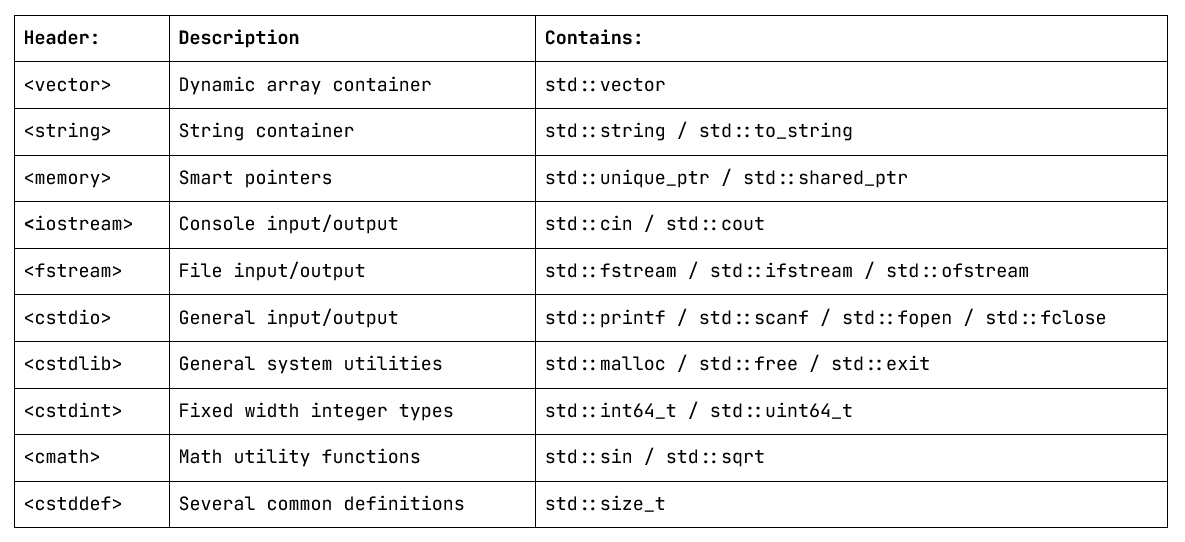 Header: Description Contains:
<vector> Dynamic array container std::vector
<string> String container std::string / std::to_string
<memory> Smart pointers std::unique_ptr / std::shared_ptr
<iostream> Console input/output std::cin / std::cout
<fstream> File input/output std::fstream / std::ifstream / std::ofstream
<cstdio> General input/output std::printf / std::scanf / std::fopen / std::fclose
<cstdlib> General system utilities std::malloc / std::free / std::exit
<cstdint> Fixed width integer types std::int64_t / std::uint64_t
<cmath> Math utility functions std::sin / std::sqrt
<cstddef> Several common definitions std::size_t